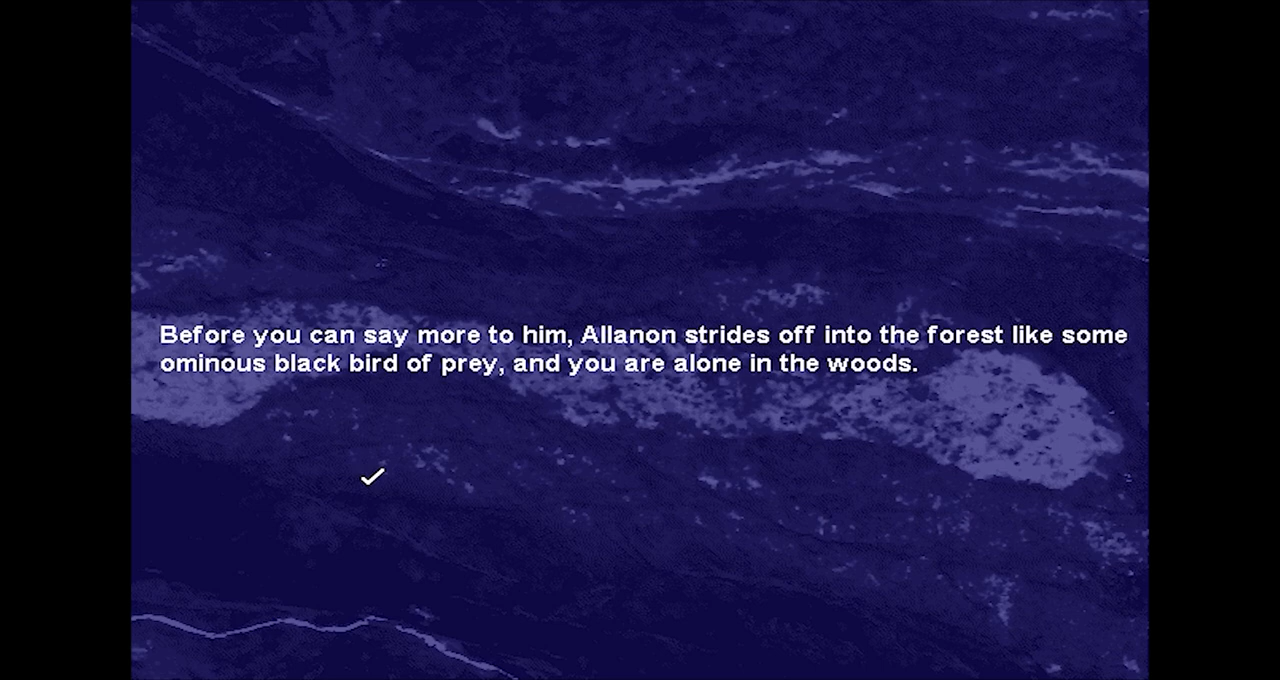 Before you can say more to him, Allanon strides off into the forest like some
ominous black bird of prey, and you are alone in the woods.